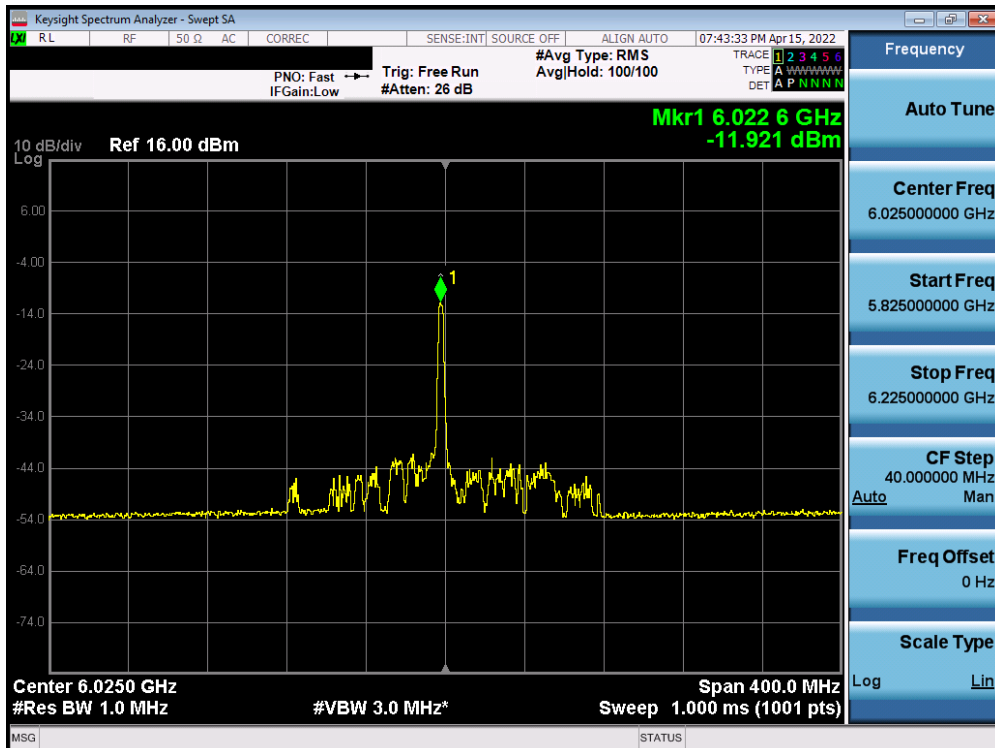 Keysight Spectrum Analyzer - Swept SA
LXI RL RF 50 Ω AC CORREC SENSE:INT SOURCE OFF ALIGN AUTO 07:43:33 PM Apr 15, 2022
PNO: Fast Trig: Free Run #Avg Type: RMS TRACE 1 2 3 4 5 6
IFGain:Low #Atten: 26 dB Avg|Hold: 100/100 TYPE A WWWWW
DET A P N N N N
Mkr1 6.022 6 GHz
-11.921 dBm
10 dB/div Ref 16.00 dBm
Log
6.00
-4.00
1
-14.0
-24.0
-34.0
-44.0
-54.0
-64.0
-74.0
Center 6.0250 GHz Span 400.0 MHz
#Res BW 1.0 MHz #VBW 3.0 MHz* Sweep 1.000 ms (1001 pts)
MSG STATUS
Frequency
Auto Tune
Center Freq
6.025000000 GHz
Start Freq
5.825000000 GHz
Stop Freq
6.225000000 GHz
CF Step
40.000000 MHz
Auto Man
Freq Offset
0 Hz
Scale Type
Log Lin